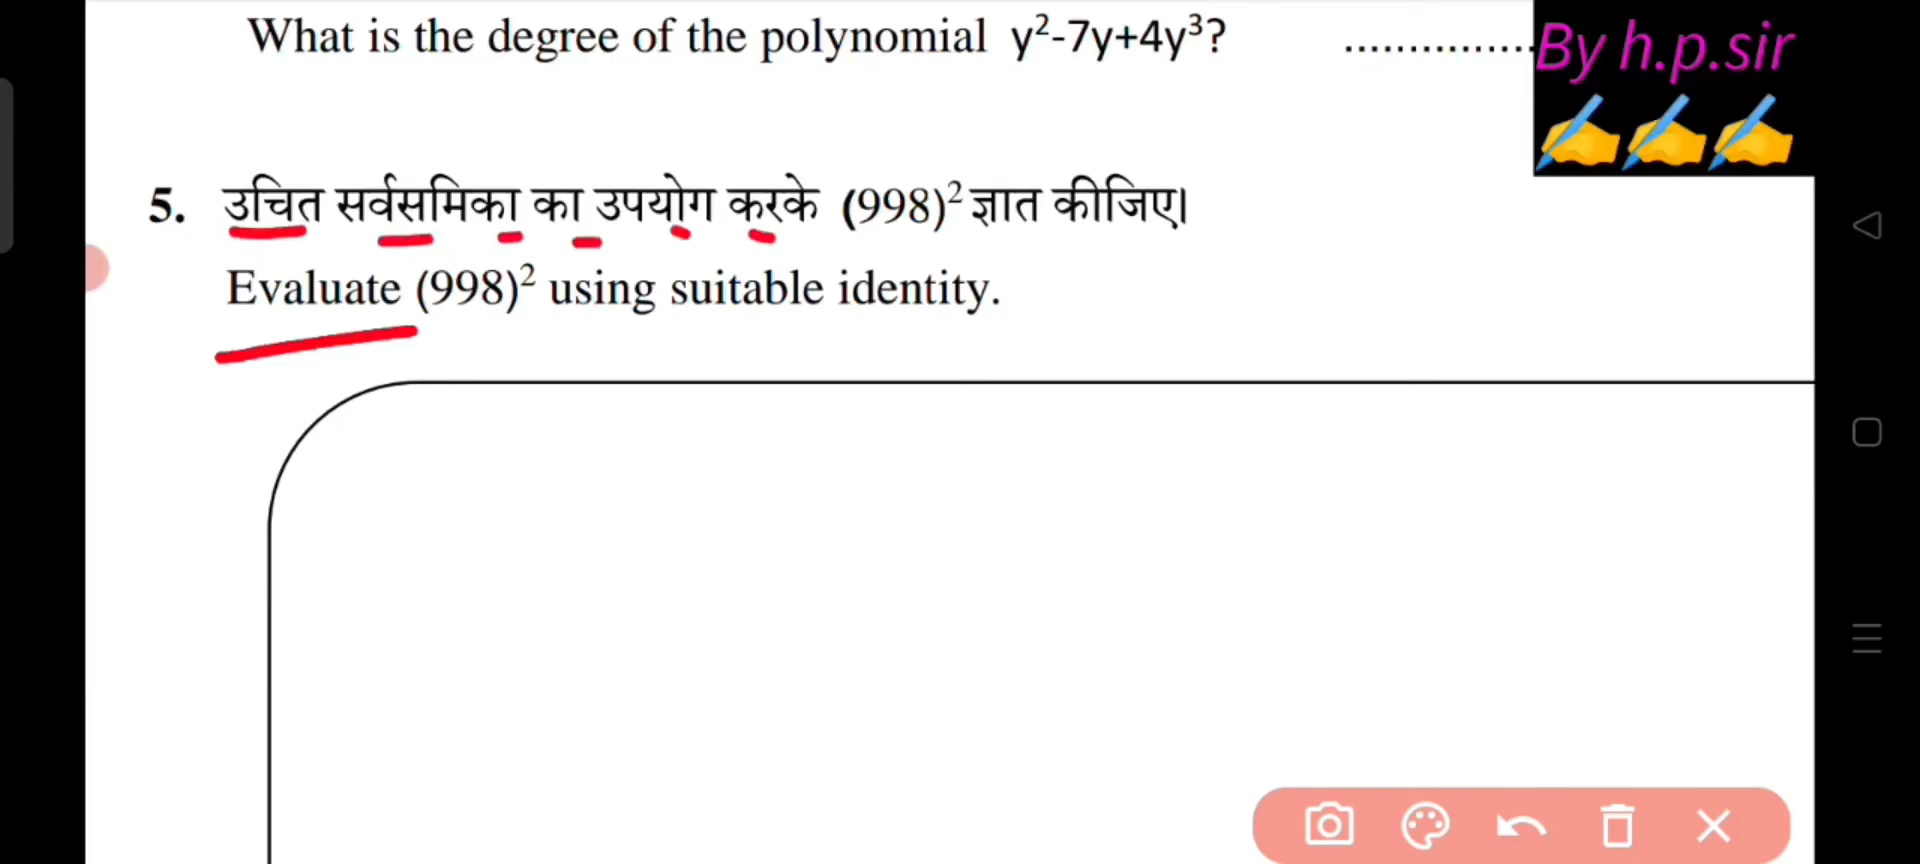 What is the degree of the polynomial y²-7y+4y³? ...............
By h.p.sir
5. उचित सर्वसमिका का उपयोग करके (998)² ज्ञात कीजिए।
Evaluate (998)² using suitable identity.